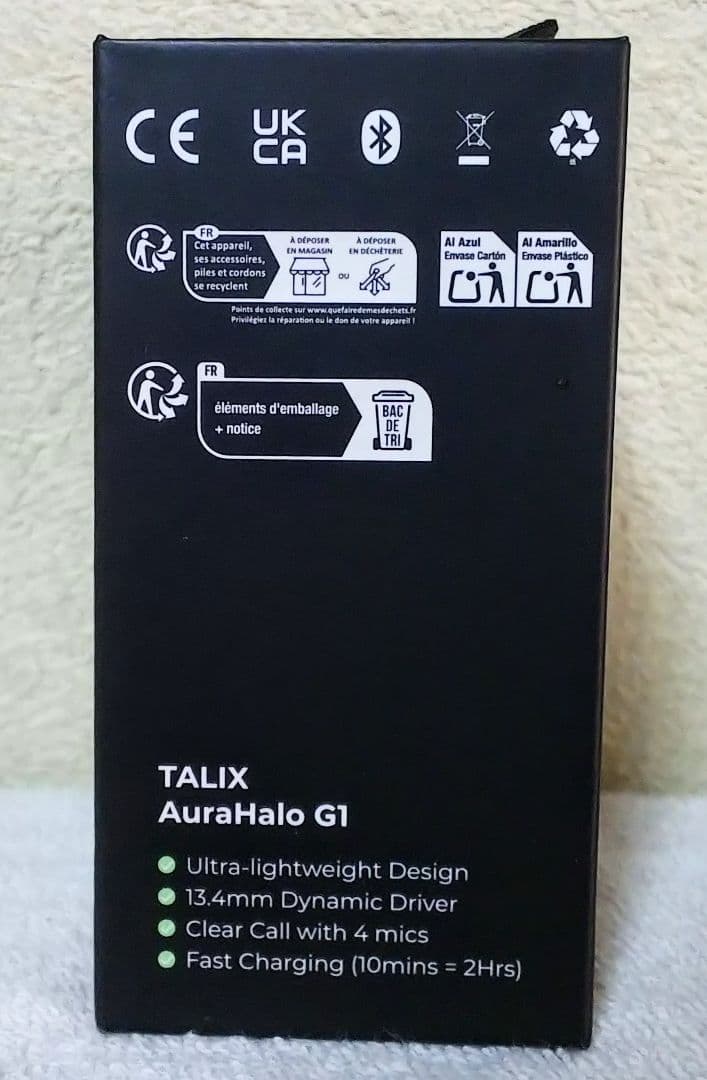 CE
UK
CA
FR
Cet appareil,
ses accessoires,
piles et cordons
se recyclent
À DÉPOSER
EN MAGASIN
OU
À DÉPOSER
EN DÉCHÈTERIE
Points de collecte sur www.quefairedemesdechets.fr
Privilégiez la réparation ou le don de votre appareil !
Al Azul
Envase Cartón
Al Amarillo
Envase Plástico
FR
éléments d'emballage
+ notice
BAC
DE
TRI
TALIX
AuraHalo G1
Ultra-lightweight Design
13.4mm Dynamic Driver
Clear Call with 4 mics
Fast Charging (10mins = 2Hrs)